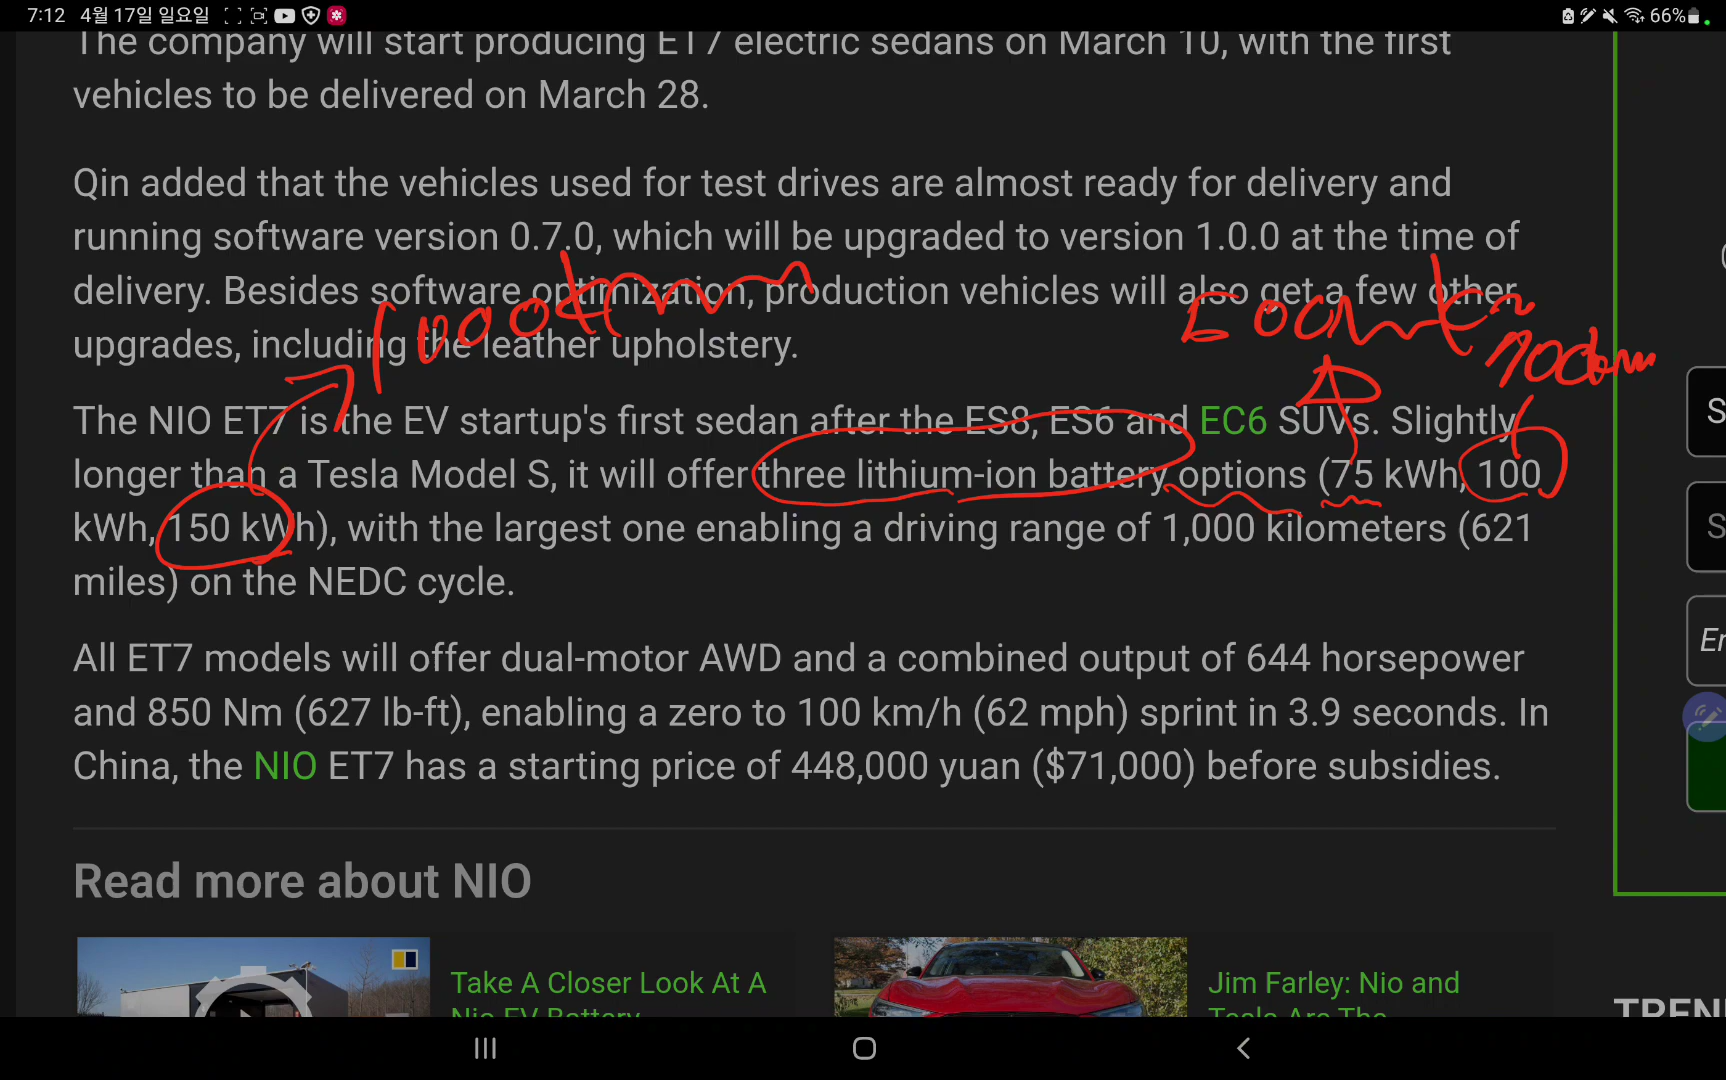 7:12 4월 17일 일요일 66%
The company will start producing ET7 electric sedans on March 10, with the first
vehicles to be delivered on March 28.
Qin added that the vehicles used for test drives are almost ready for delivery and
running software version 0.7.0, which will be upgraded to version 1.0.0 at the time of
delivery. Besides software optimization, production vehicles will also get a few other
1000km
upgrades, including the leather upholstery.
700km
The NIO ET7 is the EV startup's first sedan after the ES8, ES6 and EC6 SUVs. Slightly
longer than a Tesla Model S, it will offer three lithium-ion battery options (75 kWh, 100
kWh, 150 kWh), with the largest one enabling a driving range of 1,000 kilometers (621
miles) on the NEDC cycle.
All ET7 models will offer dual-motor AWD and a combined output of 644 horsepower
and 850 Nm (627 lb-ft), enabling a zero to 100 km/h (62 mph) sprint in 3.9 seconds. In
China, the NIO ET7 has a starting price of 448,000 yuan ($71,000) before subsidies.
Read more about NIO
Take A Closer Look At A
Nio EV Battery
Jim Farley: Nio and
Tesla Are The